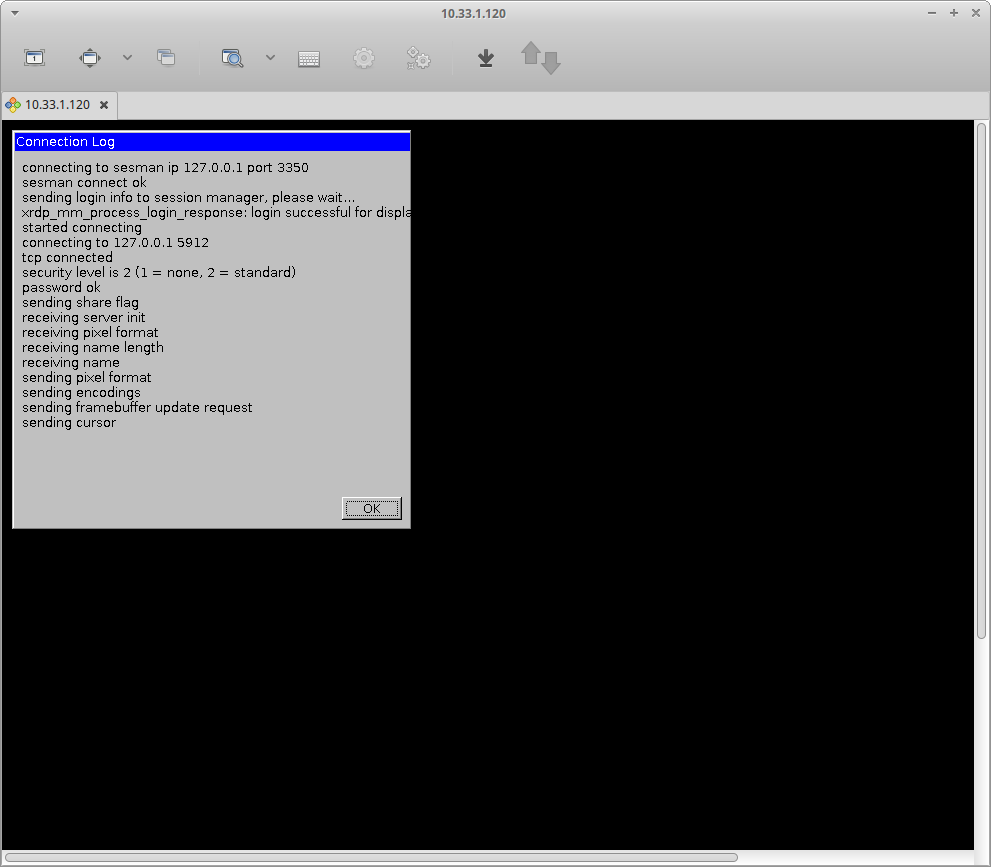 10.33.1.120
1
10.33.1.120
Connection Log
connecting to sesman ip 127.0.0.1 port 3350
sesman connect ok
sending login info to session manager, please wait...
xrdp_mm_process_login_response: login successful for displa
started connecting
connecting to 127.0.0.1 5912
tcp connected
security level is 2 (1 = none, 2 = standard)
password ok
sending share flag
receiving server init
receiving pixel format
receiving name length
receiving name
sending pixel format
sending encodings
sending framebuffer update request
sending cursor
OK